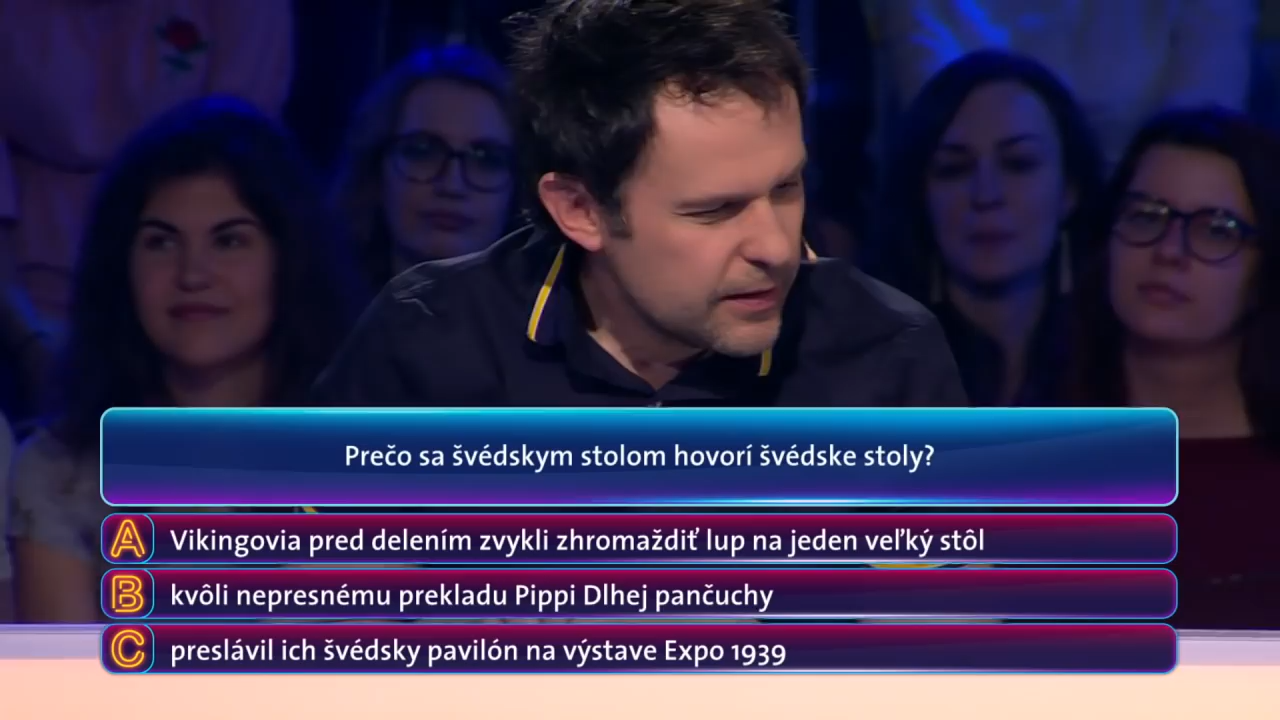 Prečo sa švédskym stolom hovorí švédske stoly?
A Vikingovia pred delením zvykli zhromaždiť lup na jeden veľký stôl
B kvôli nepresnému prekladu Pippi Dlhej pančuchy
C preslávil ich švédsky pavilón na výstave Expo 1939